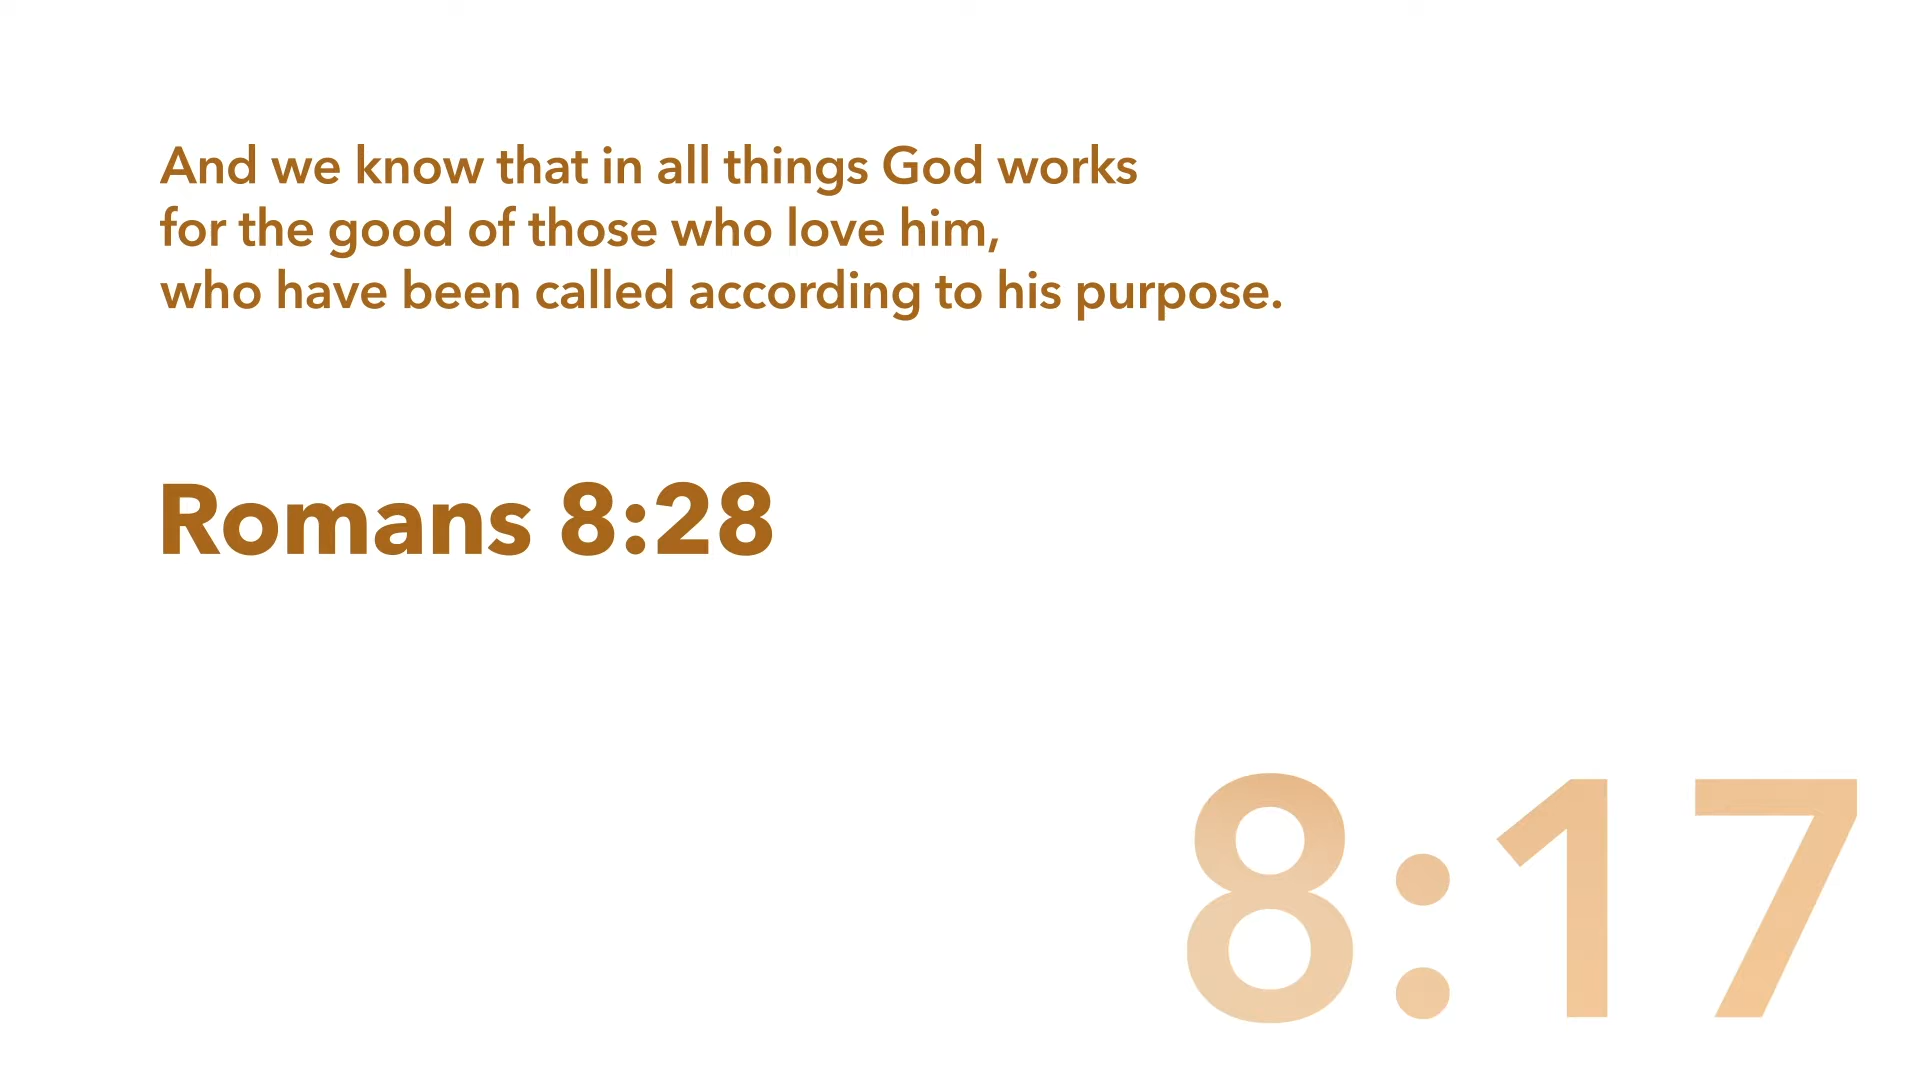 And we know that in all things God works
for the good of those who love him,
who have been called according to his purpose.
Romans 8:28
8:17